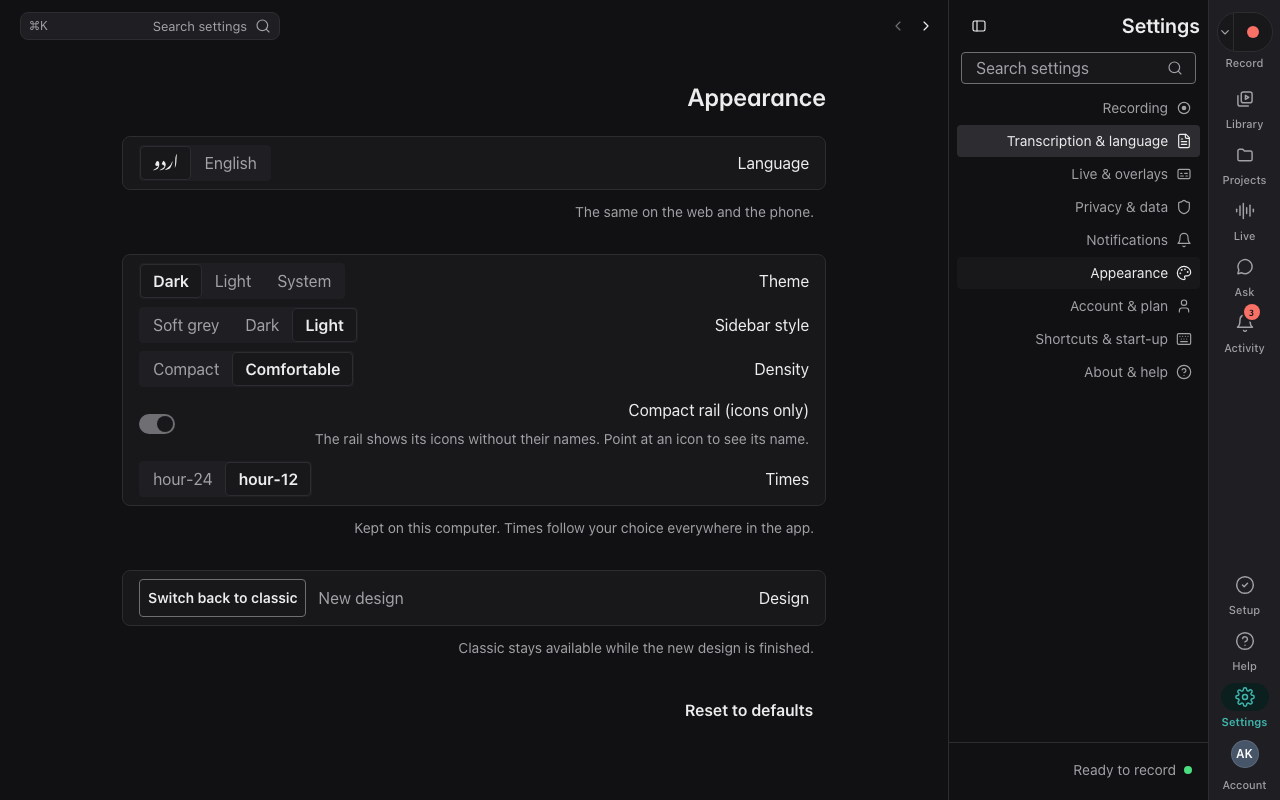 ⌘K
Search settings
Appearance
Language
اردو
English
The same on the web and the phone.
Theme
Dark
Light
System
Sidebar style
Soft grey
Dark
Light
Density
Compact
Comfortable
Compact rail (icons only)
The rail shows its icons without their names. Point at an icon to see its name.
Times
hour-24
hour-12
Kept on this computer. Times follow your choice everywhere in the app.
Design
Switch back to classic
New design
Classic stays available while the new design is finished.
Reset to defaults
Settings
Search settings
Recording
Transcription & language
Live & overlays
Privacy & data
Notifications
Appearance
Account & plan
Shortcuts & start-up
About & help
Ready to record
Record
Library
Projects
Live
Ask
3
Activity
Setup
Help
Settings
AK
Account